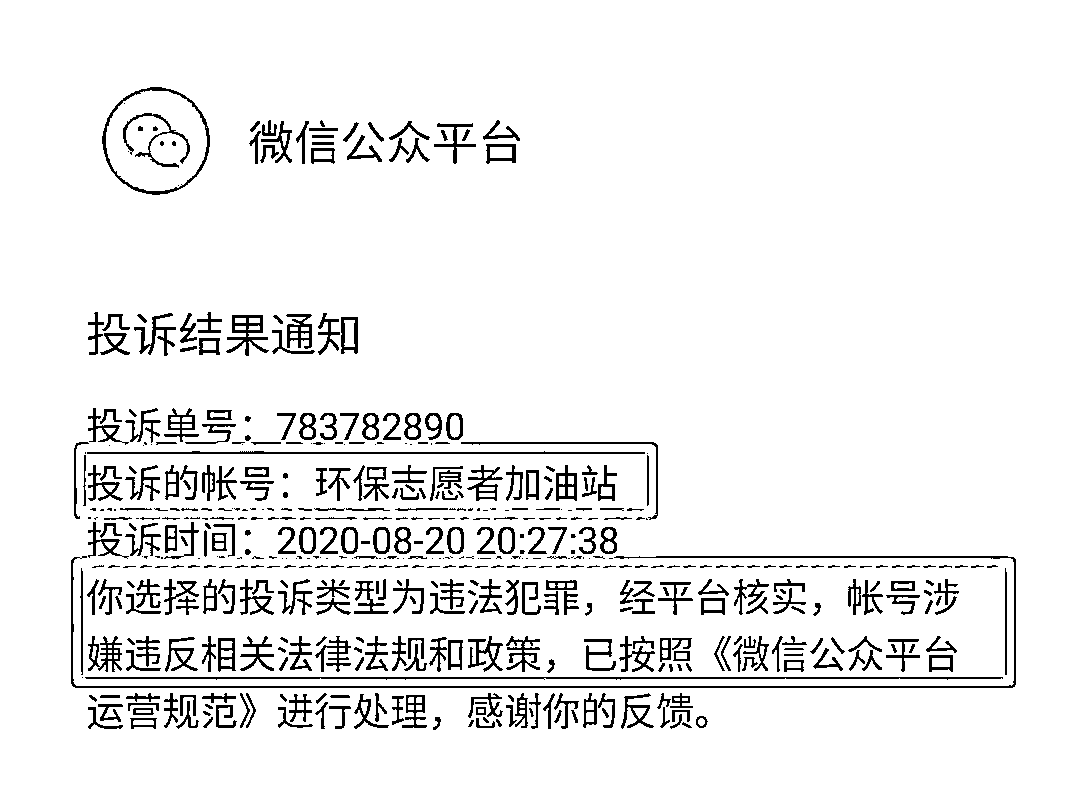 微信公众平台
投诉结果通知
投诉单号：783782890
投诉的帐号：环保志愿者加油站
投诉时间：2020-08-20 20:27:38
你选择的投诉类型为违法犯罪，经平台核实，帐号涉
嫌违反相关法律法规和政策，已按照《微信公众平台
运营规范》进行处理，感谢你的反馈。